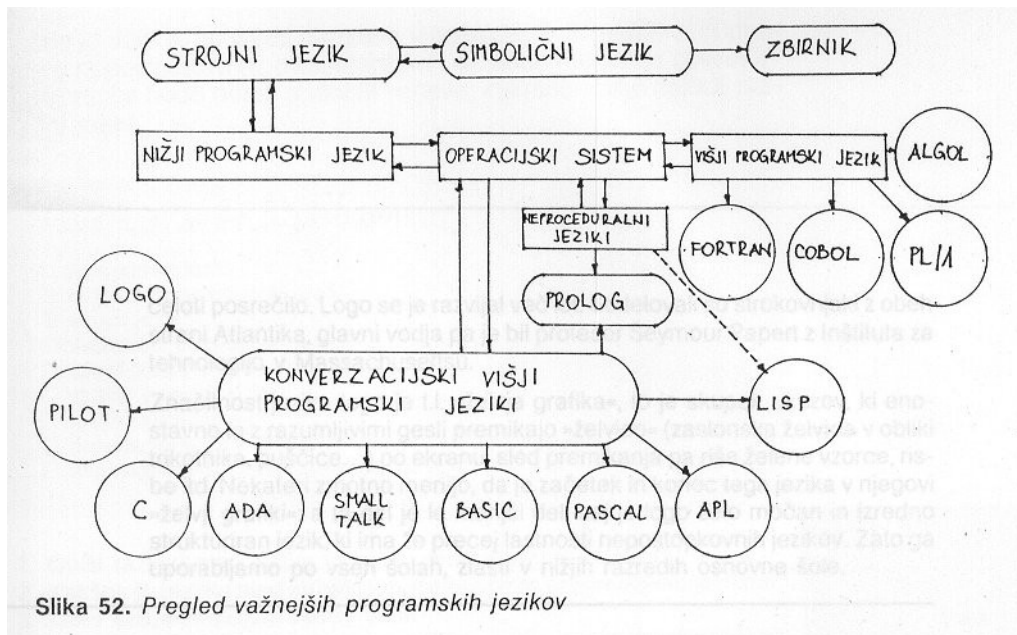 STROJNI JEZIK
SIMBOLIČNI JEZIK
ZBIRNIK
NIŽJI PROGRAMSKI JEZIK
OPERACIJSKI SISTEM
VIŠJI PROGRAMSKI JEZIK
ALGOL
NEPROCEDURALNI
JEZIKI
FORTRAN
COBOL
PL/1
LOGO
PROLOG
KONVERZACIJSKI VIŠJI
PROGRAMSKI JEZIKI
PILOT
LISP
C
ADA
SMALL
TALK
BASIC
PASCAL
APL
Slika 52. Pregled važnejših programskih jezikov